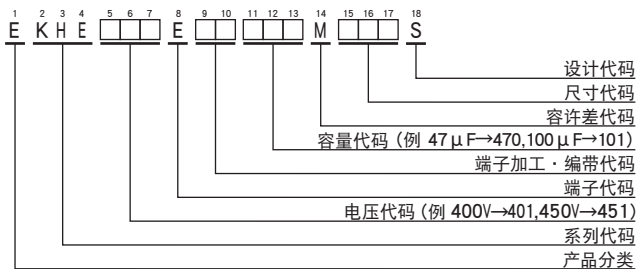 1 2 3 4 5 6 7 8 9 10 11 12 13 14 15 16 17 18
E K H E □□□ E □□ □□□ M □□□ S
设计代码
尺寸代码
容许差代码
容量代码 (例 47μF→470,100μF→101)
端子加工・编带代码
端子代码
电压代码 (例 400V→401,450V→451)
系列代码
产品分类